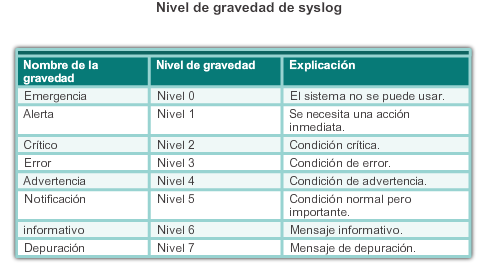 Nivel de gravedad de syslog
Nombre de la gravedad Nivel de gravedad Explicación
Emergencia Nivel 0 El sistema no se puede usar.
Alerta Nivel 1 Se necesita una acción inmediata.
Crítico Nivel 2 Condición crítica.
Error Nivel 3 Condición de error.
Advertencia Nivel 4 Condición de advertencia.
Notificación Nivel 5 Condición normal pero importante.
informativo Nivel 6 Mensaje informativo.
Depuración Nivel 7 Mensaje de depuración.